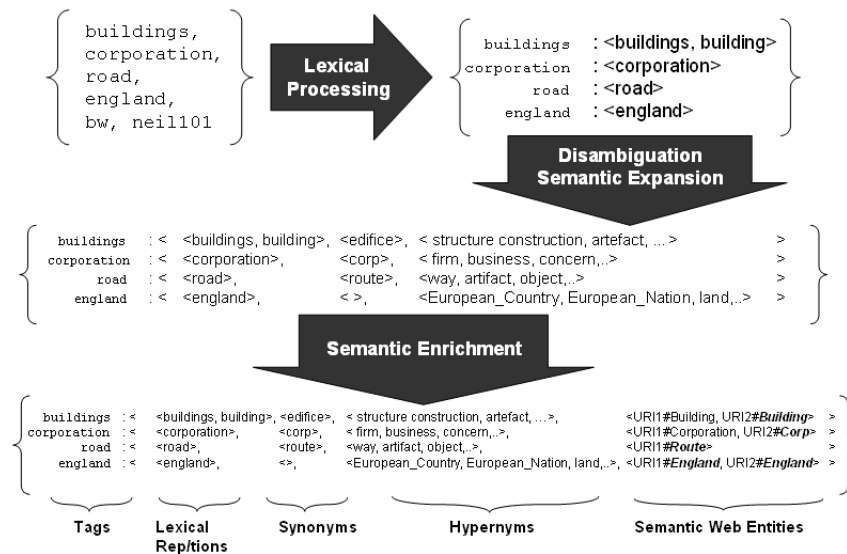 buildings,
corporation,
road,
england,
bw, neil101
Lexical
Processing
buildings : <buildings, building>
corporation : <corporation>
road : <road>
england : <england>
Disambiguation
Semantic Expansion
buildings : < <buildings, building>, <edifice>, < structure construction, artefact, ... > >
corporation : < <corporation>, <corp>, < firm, business, concern,..> >
road : < <road>, <route>, <way, artifact, object,..> >
england : < <england>, < >, <European_Country, European_Nation, land,..> >
Semantic Enrichment
buildings : < <buildings, building>, <edifice>, < structure construction, artefact, ...>, <URI1#Building, URI2#Building> >
corporation : < <corporation>, <corp>, < firm, business, concern,..>, <URI1#Corporation, URI2#Corp> >
road : < <road>, <route>, <way, artifact, object,..>, <URI1#Route> >
england : < <england>, <>, <European_Country, European_Nation, land,..>, <URI1#England, URI2#England> >
Tags Lexical Rep/tions Synonyms Hypernyms Semantic Web Entities